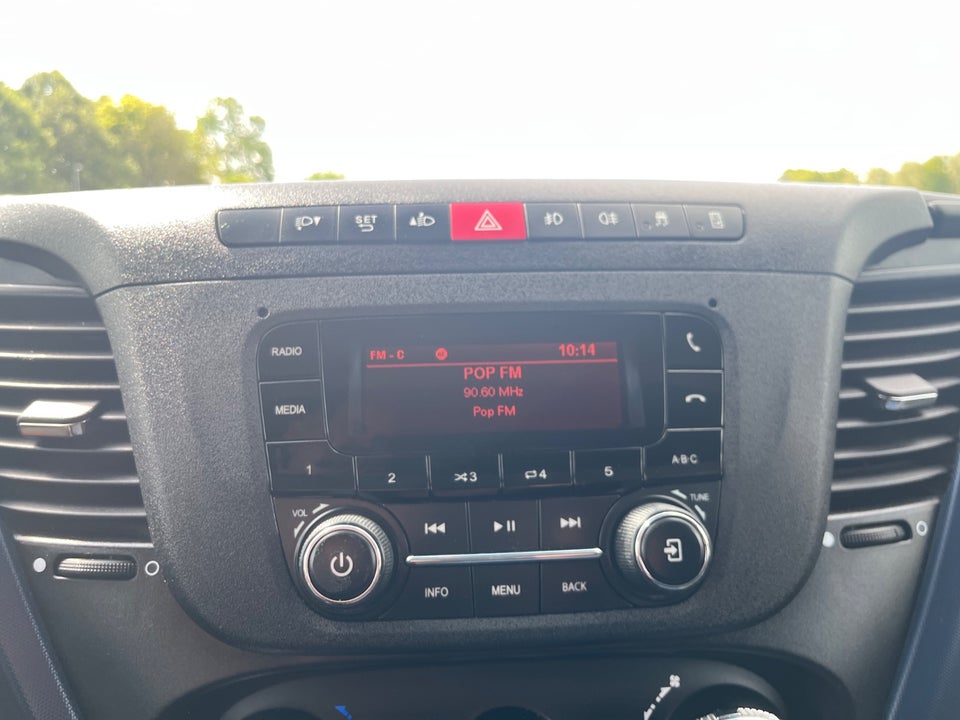 SET
RADIO
FM - C AF 10:14
POP FM
90.60 MHz
Pop FM
MEDIA
1 2 3 4 5 A·B·C
VOL TUNE
INFO MENU BACK